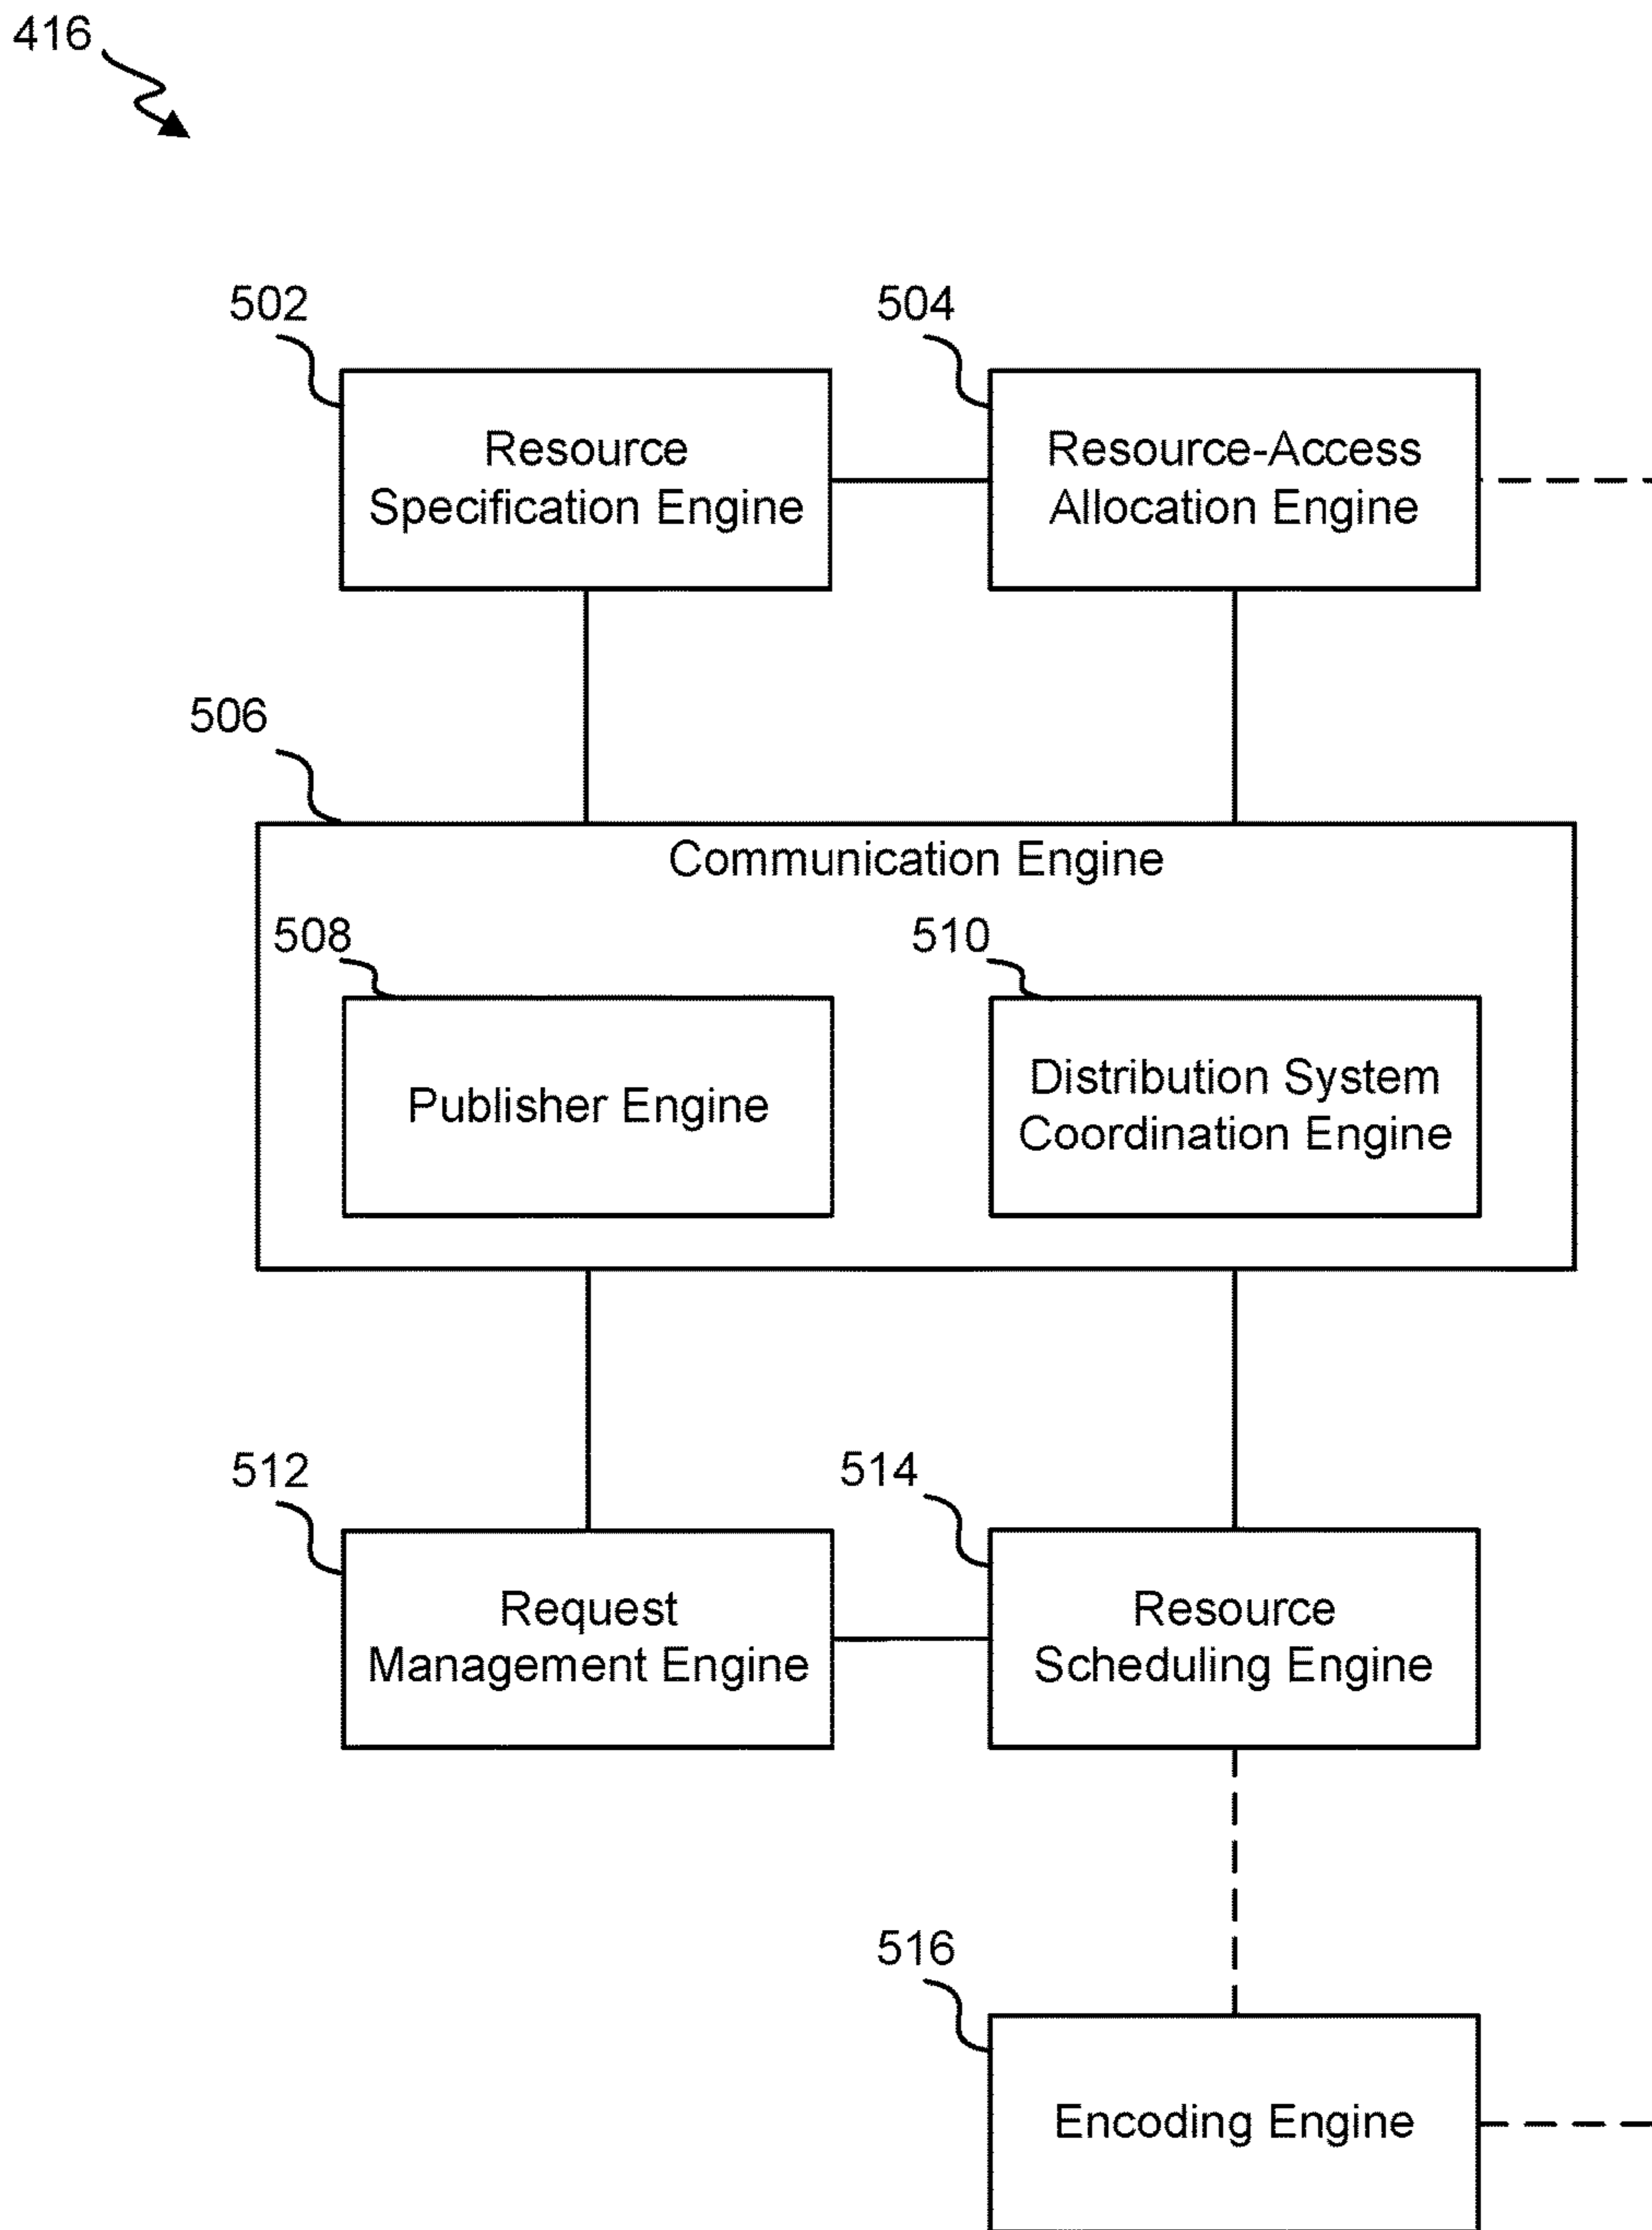 416
502
504
Resource
Specification Engine
Resource-Access
Allocation Engine
506
Communication Engine
508
510
Publisher Engine
Distribution System
Coordination Engine
512
514
Request
Management Engine
Resource
Scheduling Engine
516
Encoding Engine